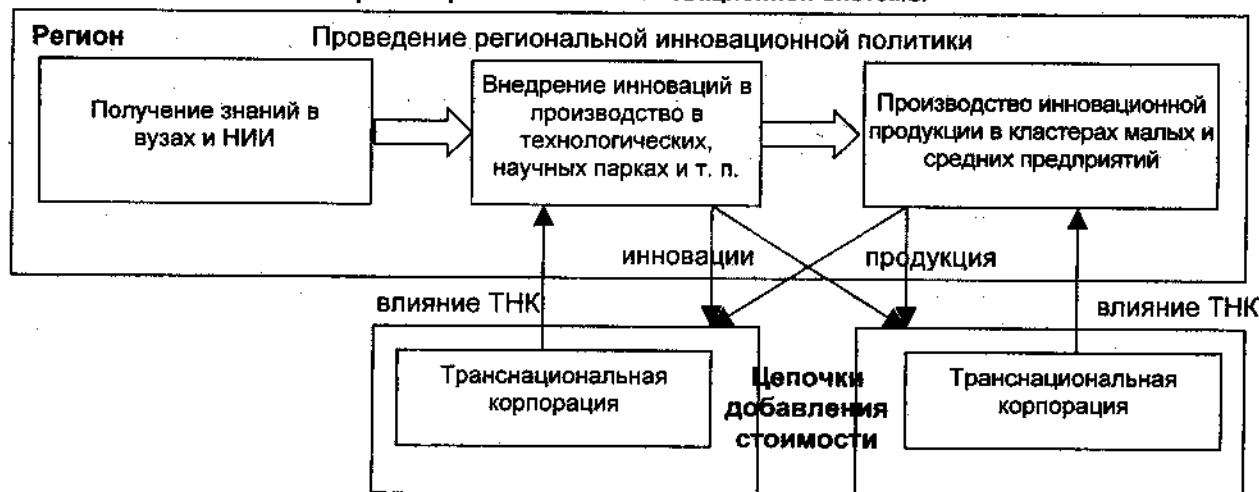 Регион
Проведение региональной инновационной политики
Получение знаний в
вузах и НИИ
Внедрение инноваций в
производство в
технологических,
научных парках и т. п.
Производство инновационной
продукции в кластерах малых и
средних предприятий
инновации
продукция
влияние ТНК
влияние ТНК
Транснациональная
корпорация
Цепочки
добавления
стоимости
Транснациональная
корпорация